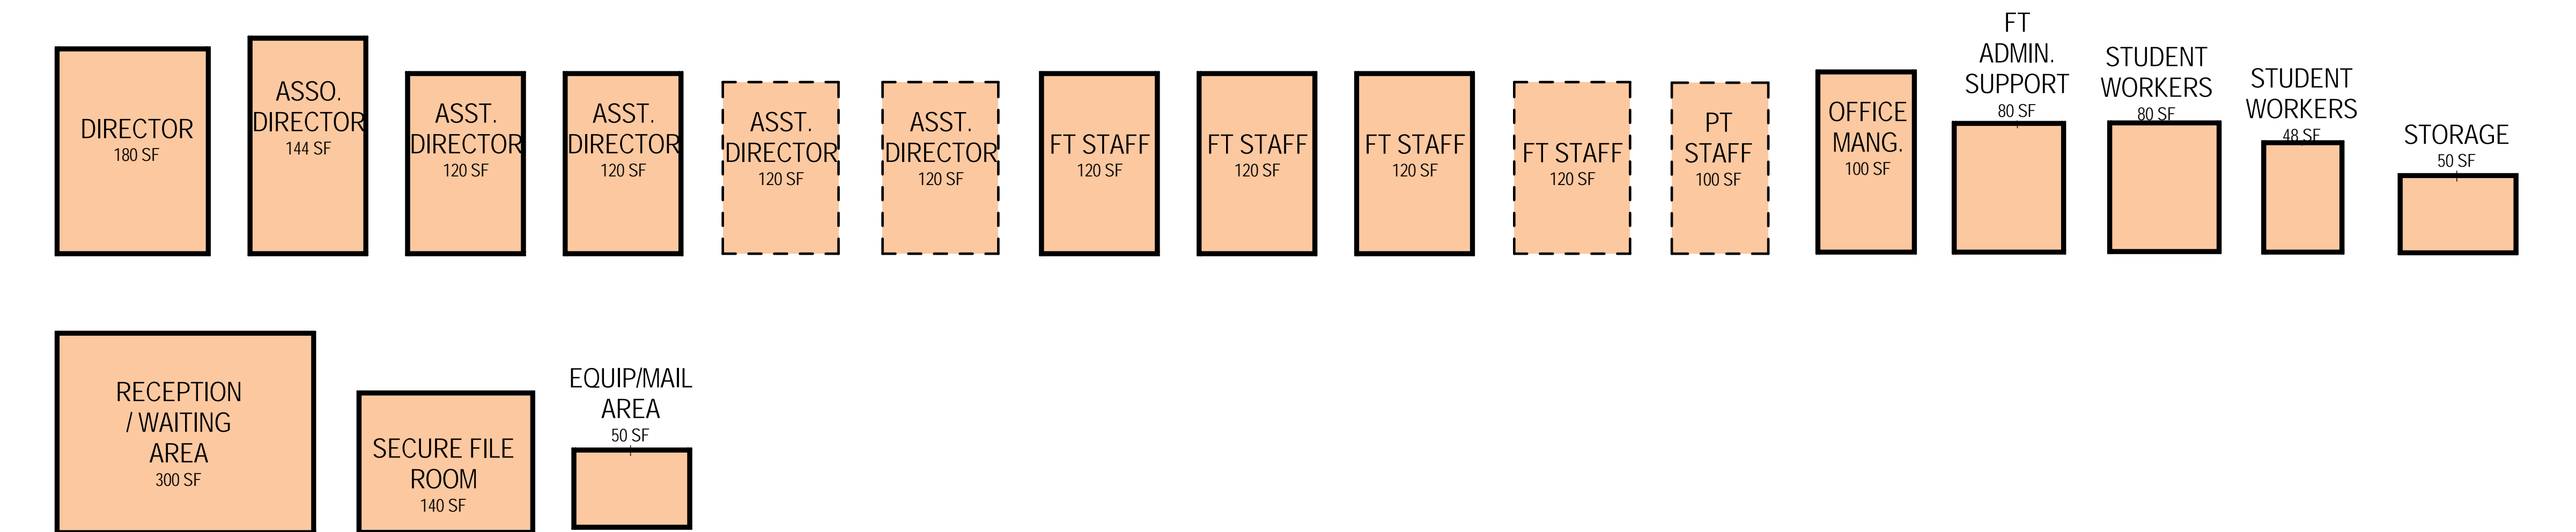 DIRECTOR
180 SF
ASSO.
DIRECTOR
144 SF
ASST.
DIRECTOR
120 SF
ASST.
DIRECTOR
120 SF
ASST.
DIRECTOR
120 SF
ASST.
DIRECTOR
120 SF
FT STAFF
120 SF
FT STAFF
120 SF
FT STAFF
120 SF
FT STAFF
120 SF
PT
STAFF
100 SF
OFFICE
MANG.
100 SF
FT
ADMIN.
SUPPORT
80 SF
STUDENT
WORKERS
80 SF
STUDENT
WORKERS
48 SF
STORAGE
50 SF
RECEPTION
/ WAITING
AREA
300 SF
SECURE FILE
ROOM
140 SF
EQUIP/MAIL
AREA
50 SF